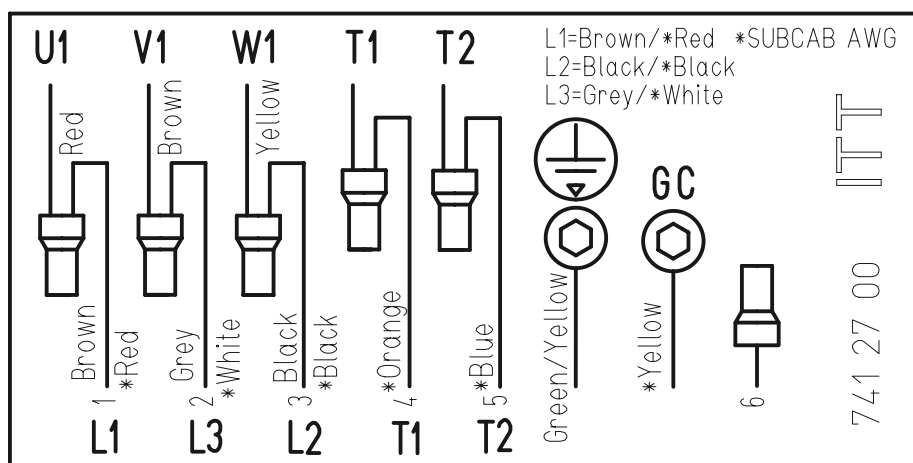 U1 V1 W1 T1 T2
L1=Brown/*Red *SUBCAB AWG
L2=Black/*Black
L3=Grey/*White
Red
Brown
Yellow
GC
ITT
Brown
*Red
Grey
*White
Black
*Black
*Orange
*Blue
Green/Yellow
*Yellow
741 27 00
1 2 3 4 5 6
L1 L3 L2 T1 T2